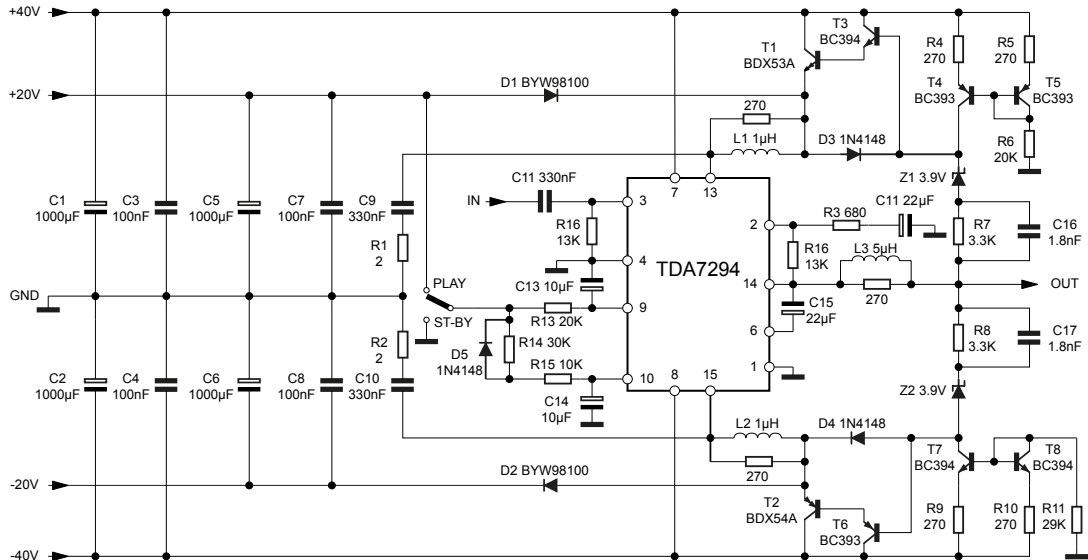 +40V
T3
BC394
T1
BDX53A
R4
270
R5
270
T4
BC393
T5
BC393
+20V
D1 BYW98100
270
L1 1µH
D3 1N4148
R6
20K
Z1 3.9V
C1
1000µF
C3
100nF
C5
1000µF
C7
100nF
C9
330nF
IN
C11 330nF
3
7
13
R16
13K
2
R3 680
C11 22µF
R7
3.3K
C16
1.8nF
R1
2
4
TDA7294
R16
13K
L3 5µH
C13 10µF
14
270
OUT
GND
PLAY
ST-BY
9
R13 20K
C15
22µF
6
R14 30K
D5
1N4148
R15 10K
10
8
15
1
R2
2
R8
3.3K
C17
1.8nF
C2
1000µF
C4
100nF
C6
1000µF
C8
100nF
C10
330nF
C14
10µF
Z2 3.9V
L2 1µH
D4 1N4148
270
T7
BC394
T8
BC394
-20V
D2 BYW98100
T2
BDX54A
T6
BC393
R9
270
R10
270
R11
29K
-40V